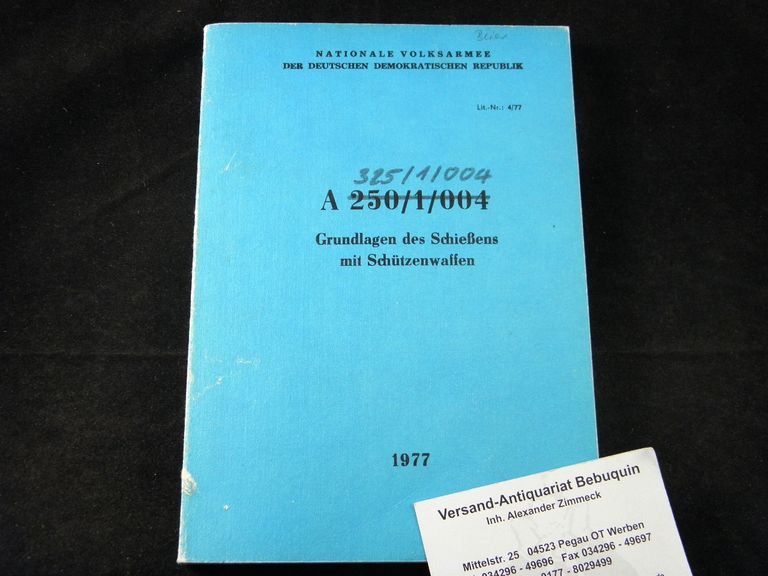 Beier
NATIONALE VOLKSARMEE
DER DEUTSCHEN DEMOKRATISCHEN REPUBLIK
Lit.-Nr.: 4/77
325/1/004
A 250/1/004
Grundlagen des Schießens
mit Schützenwaffen
1977
Versand-Antiquariat Bebuquin
Inh. Alexander Zimmeck
Mittelstr. 25 04523 Pegau OT Werben
034296 - 49696 Fax 034296 - 49697
0177 - 8029499